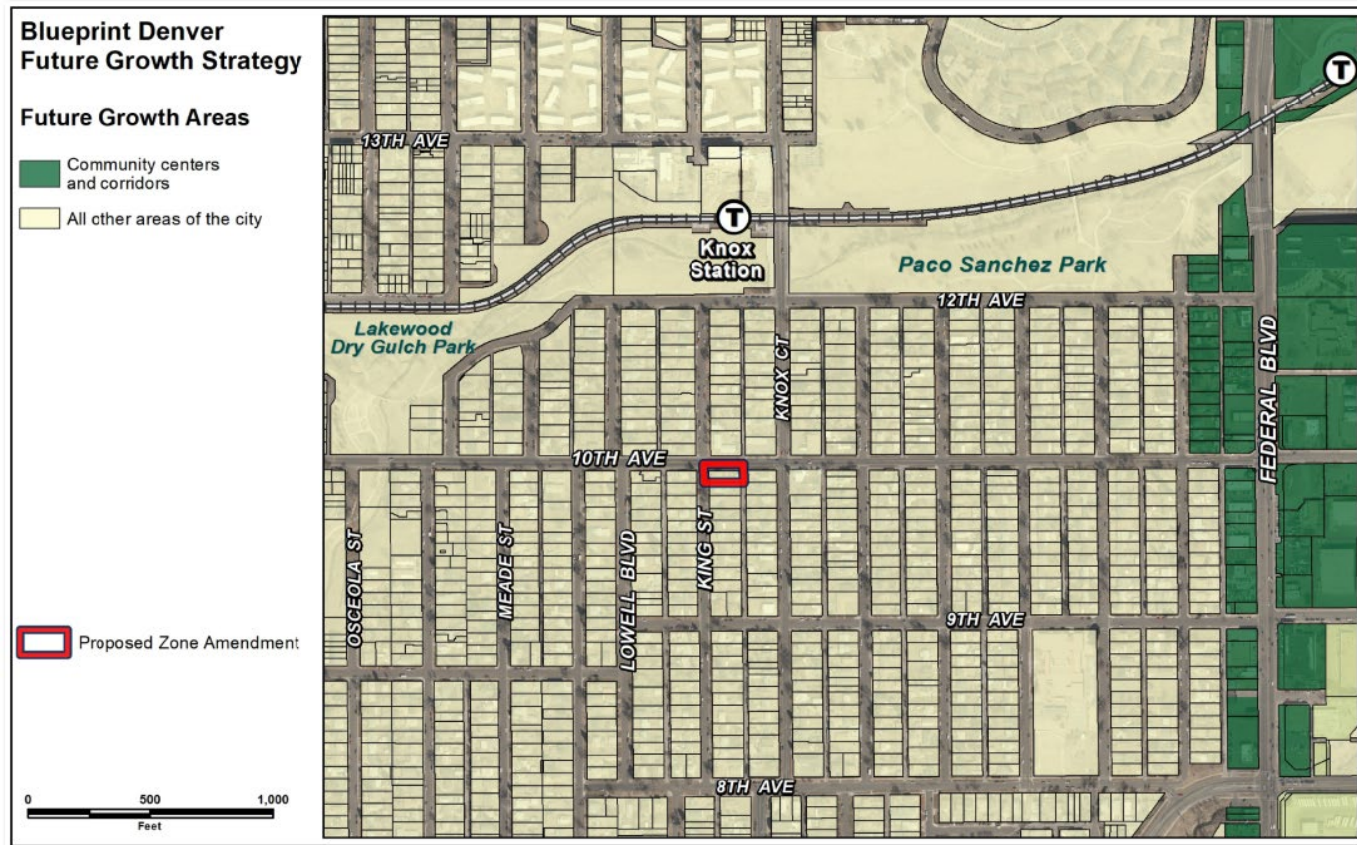 Blueprint Denver
Future Growth Strategy
Future Growth Areas
Community centers
and corridors
All other areas of the city
Proposed Zone Amendment
0 500 1,000
Feet
13TH AVE
T
T
Knox
Station
Paco Sanchez Park
12TH AVE
Lakewood
Dry Gulch Park
KNOX CT
FEDERAL BLVD
10TH AVE
OSCEOLA ST
MEADE ST
LOWELL BLVD
KING ST
9TH AVE
8TH AVE